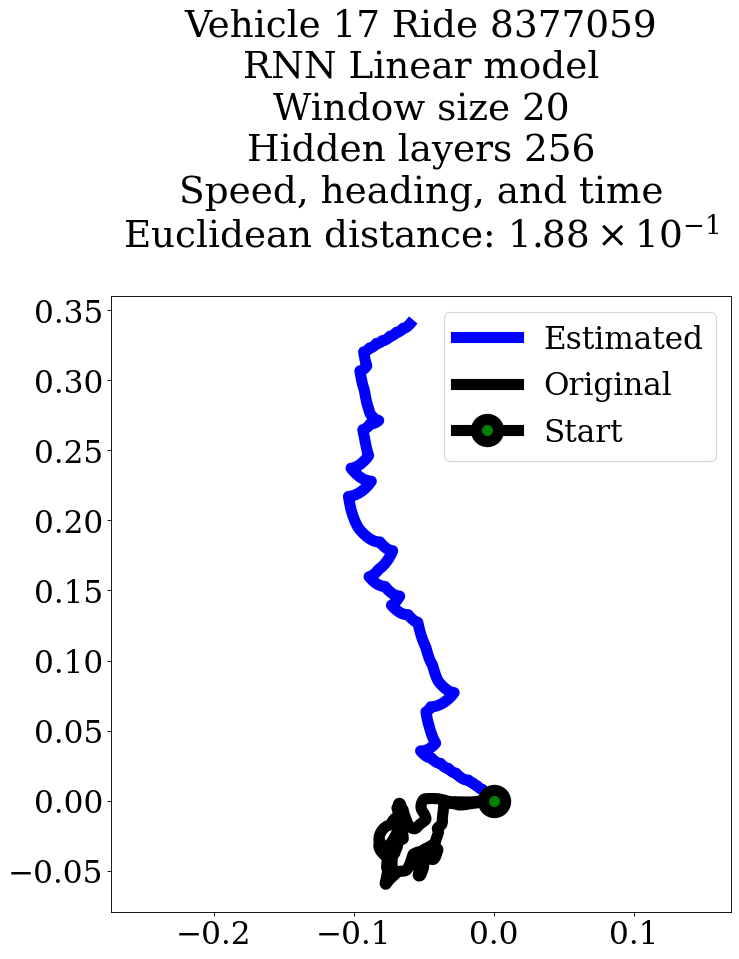 Vehicle 17 Ride 8377059
RNN Linear model
Window size 20
Hidden layers 256
Speed, heading, and time
Euclidean distance: 1.88 × 10⁻¹
Estimated
Original
Start
0.35
0.30
0.25
0.20
0.15
0.10
0.05
0.00
−0.05
−0.2
−0.1
0.0
0.1